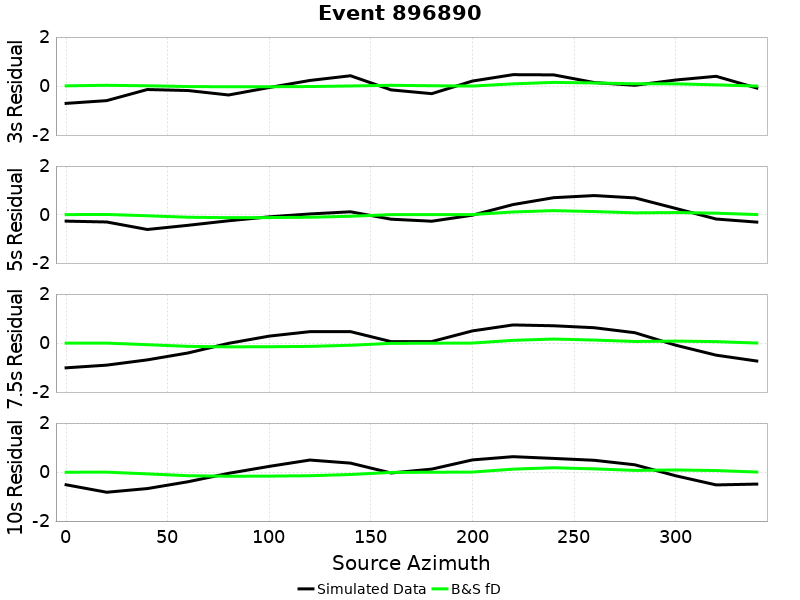 Event 896890
2
0
-2
3s Residual
2
0
-2
5s Residual
2
0
-2
7.5s Residual
2
0
-2
10s Residual
0 50 100 150 200 250 300
Source Azimuth
Simulated Data B&S fD